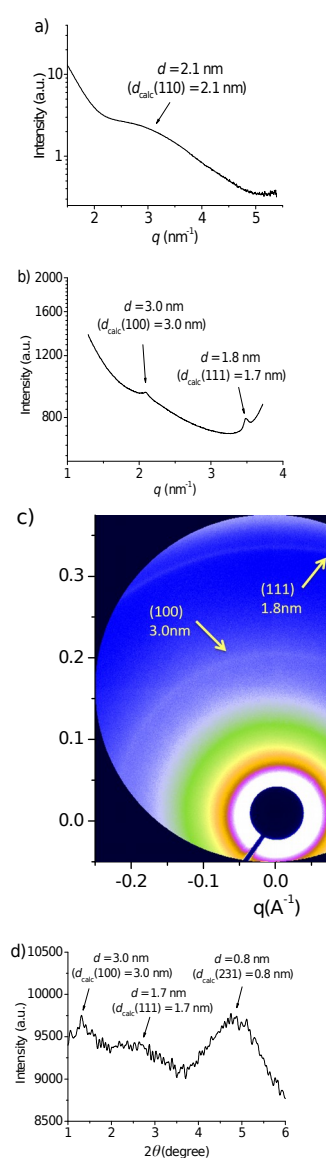 a)
d = 2.1 nm
(dcalc(110) = 2.1 nm)
10
1
Intensity (a.u.)
2 3 4 5
q (nm-1)
b)
2000
1600
1200
800
Intensity (a.u.)
d = 3.0 nm
(dcalc(100) = 3.0 nm)
d = 1.8 nm
(dcalc(111) = 1.7 nm)
1 2 3 4
q (nm-1)
c)
0.3
0.2
0.1
0.0
(100)
3.0nm
(111)
1.8nm
-0.2 -0.1 0.0
q(A-1)
d)
10500
10000
9500
9000
8500
Intensity (a.u.)
d = 3.0 nm
(dcalc(100) = 3.0 nm)
d = 1.7 nm
(dcalc(111) = 1.7 nm)
d = 0.8 nm
(dcalc(231) = 0.8 nm)
1 2 3 4 5 6
2θ(degree)